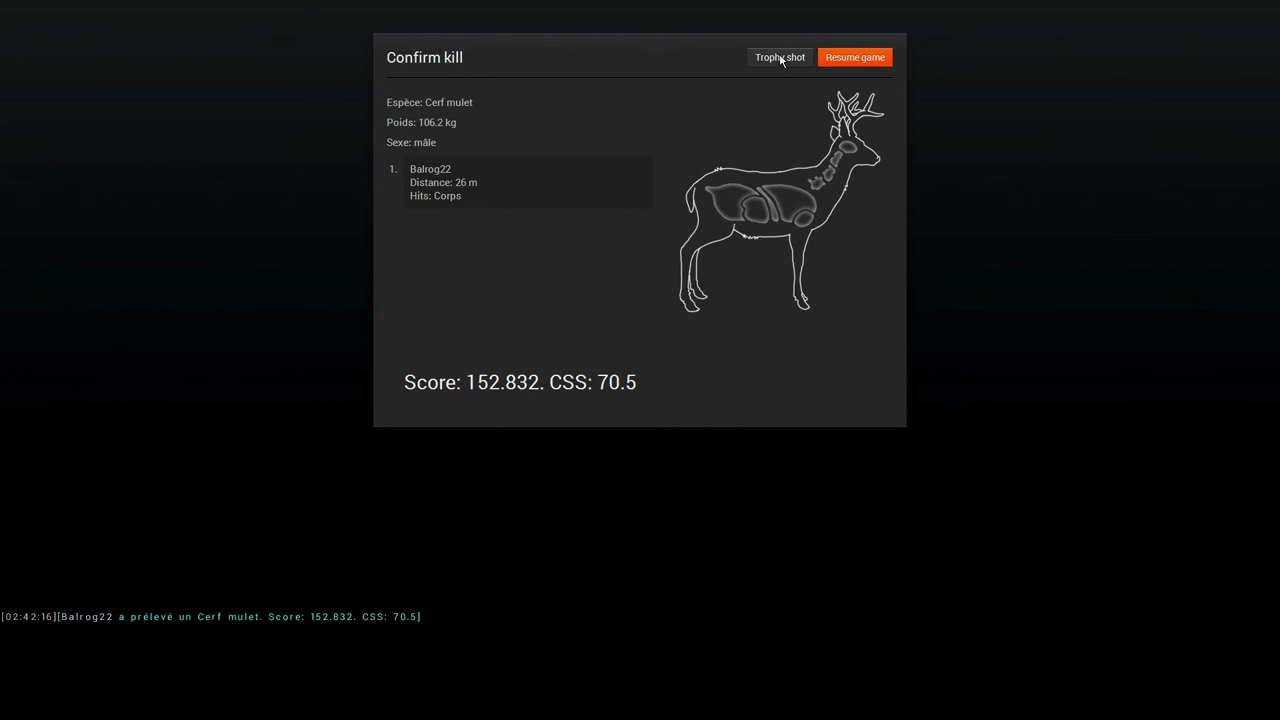 Confirm kill
Trophy shot
Resume game
Espèce: Cerf mulet
Poids: 106.2 kg
Sexe: mâle
1. Balrog22
Distance: 26 m
Hits: Corps
Score: 152.832. CSS: 70.5
[02:42:16][Balrog22 a prélevé un Cerf mulet. Score: 152.832. CSS: 70.5]